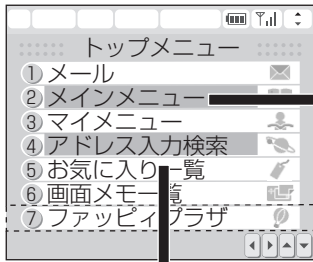 トップメニュー
①メール
②メインメニュー
③マイメニュー
④アドレス入力検索
⑤お気に入り一覧
⑥画面メモ一覧
⑦ファッピィプラザ